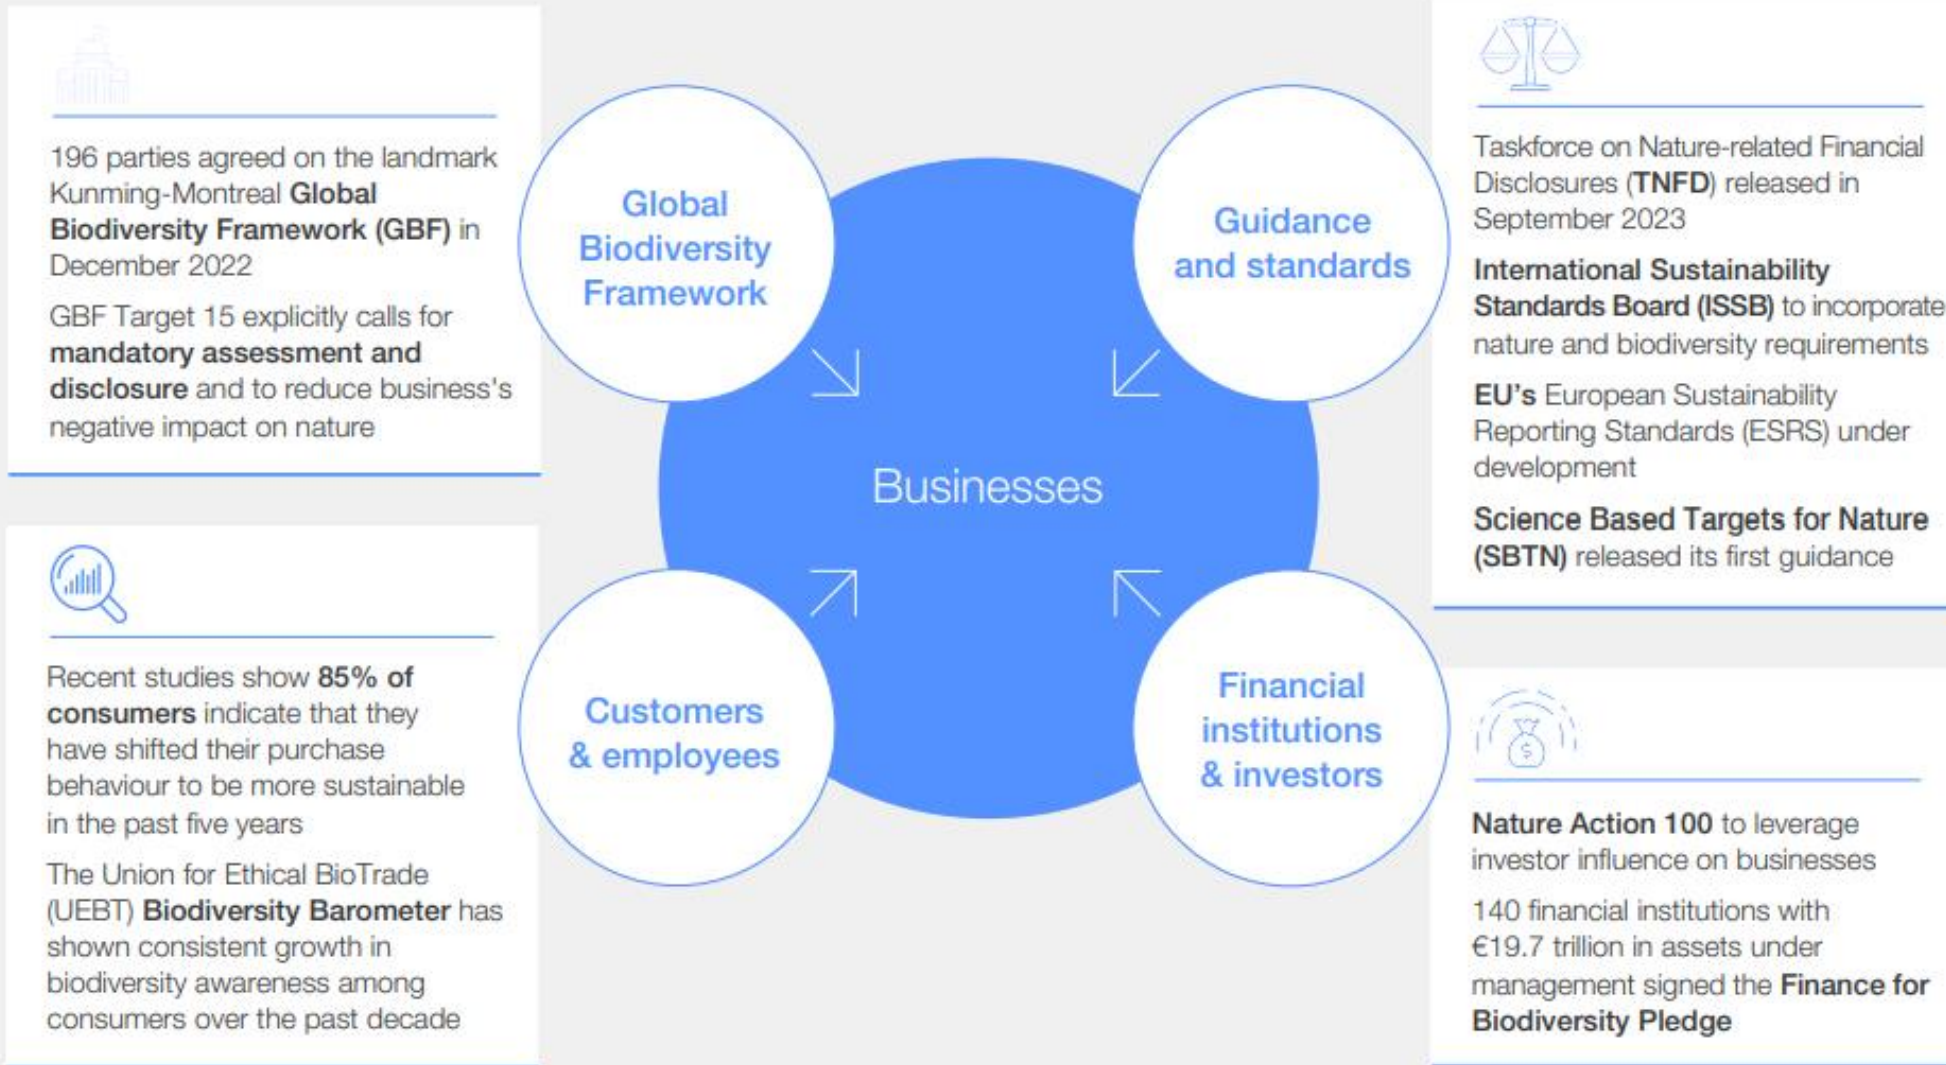 196 parties agreed on the landmark
Kunming-Montreal Global
Biodiversity Framework (GBF) in
December 2022
GBF Target 15 explicitly calls for
mandatory assessment and
disclosure and to reduce business's
negative impact on nature
Global
Biodiversity
Framework
Guidance
and standards
Taskforce on Nature-related Financial
Disclosures (TNFD) released in
September 2023
International Sustainability
Standards Board (ISSB) to incorporate
nature and biodiversity requirements
EU's European Sustainability
Reporting Standards (ESRS) under
development
Science Based Targets for Nature
(SBTN) released its first guidance
Businesses
Recent studies show 85% of
consumers indicate that they
have shifted their purchase
behaviour to be more sustainable
in the past five years
The Union for Ethical BioTrade
(UEBT) Biodiversity Barometer has
shown consistent growth in
biodiversity awareness among
consumers over the past decade
Customers
& employees
Financial
institutions
& investors
$
Nature Action 100 to leverage
investor influence on businesses
140 financial institutions with
€19.7 trillion in assets under
management signed the Finance for
Biodiversity Pledge